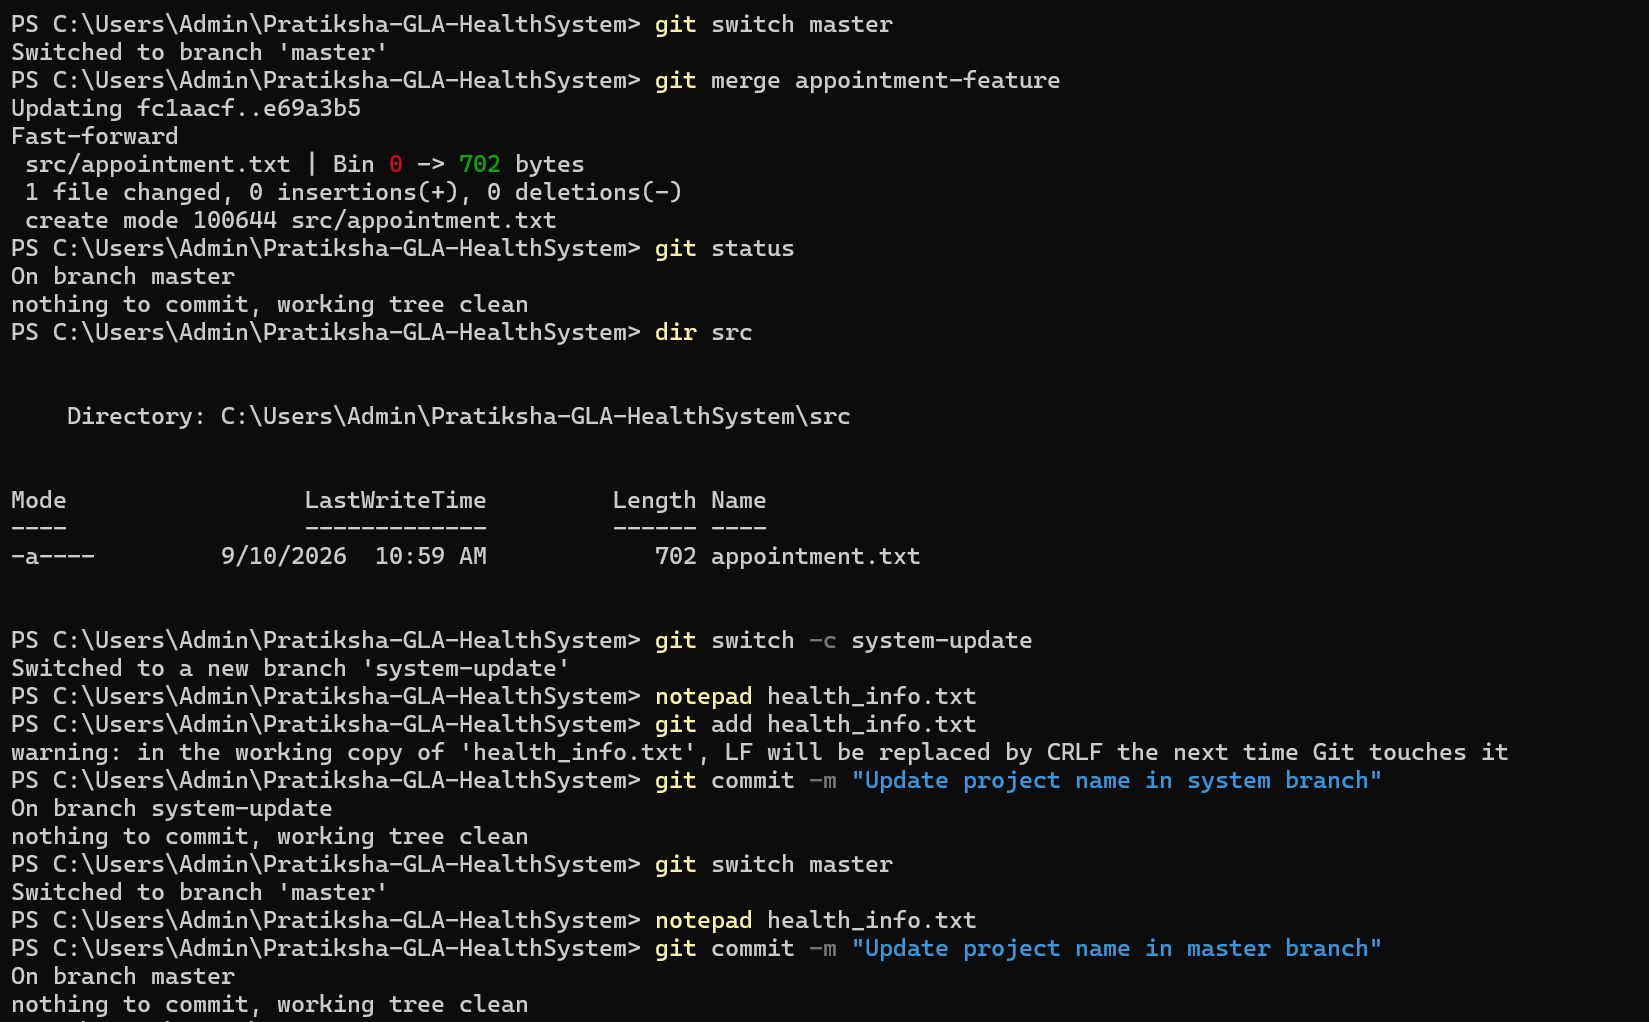 PS C:\Users\Admin\Pratiksha-GLA-HealthSystem> git switch master
Switched to branch 'master'
PS C:\Users\Admin\Pratiksha-GLA-HealthSystem> git merge appointment-feature
Updating fc1aacf..e69a3b5
Fast-forward
 src/appointment.txt | Bin 0 -> 702 bytes
 1 file changed, 0 insertions(+), 0 deletions(-)
 create mode 100644 src/appointment.txt
PS C:\Users\Admin\Pratiksha-GLA-HealthSystem> git status
On branch master
nothing to commit, working tree clean
PS C:\Users\Admin\Pratiksha-GLA-HealthSystem> dir src
    Directory: C:\Users\Admin\Pratiksha-GLA-HealthSystem\src
Mode                 LastWriteTime         Length Name
----                 -------------         ------ ----
-a----         9/10/2026  10:59 AM            702 appointment.txt
PS C:\Users\Admin\Pratiksha-GLA-HealthSystem> git switch -c system-update
Switched to a new branch 'system-update'
PS C:\Users\Admin\Pratiksha-GLA-HealthSystem> notepad health_info.txt
PS C:\Users\Admin\Pratiksha-GLA-HealthSystem> git add health_info.txt
warning: in the working copy of 'health_info.txt', LF will be replaced by CRLF the next time Git touches it
PS C:\Users\Admin\Pratiksha-GLA-HealthSystem> git commit -m "Update project name in system branch"
On branch system-update
nothing to commit, working tree clean
PS C:\Users\Admin\Pratiksha-GLA-HealthSystem> git switch master
Switched to branch 'master'
PS C:\Users\Admin\Pratiksha-GLA-HealthSystem> notepad health_info.txt
PS C:\Users\Admin\Pratiksha-GLA-HealthSystem> git commit -m "Update project name in master branch"
On branch master
nothing to commit, working tree clean